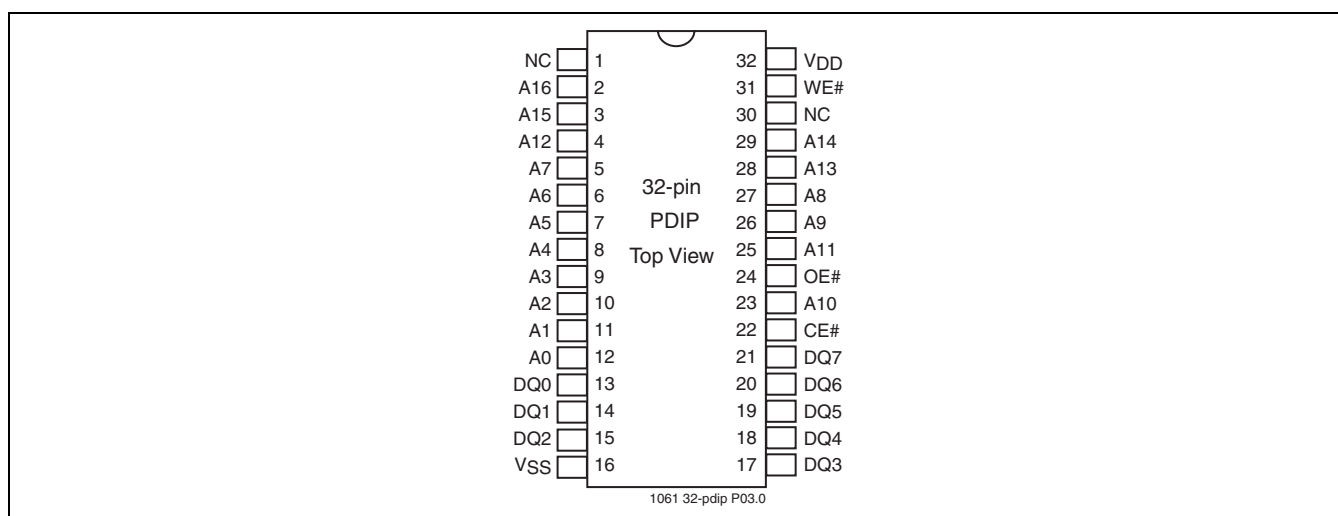 NC 1 32 VDD
A16 2 31 WE#
A15 3 30 NC
A12 4 29 A14
A7 5 28 A13
A6 6 32-pin 27 A8
A5 7 PDIP 26 A9
A4 8 Top View 25 A11
A3 9 24 OE#
A2 10 23 A10
A1 11 22 CE#
A0 12 21 DQ7
DQ0 13 20 DQ6
DQ1 14 19 DQ5
DQ2 15 18 DQ4
VSS 16 17 DQ3
1061 32-pdip P03.0